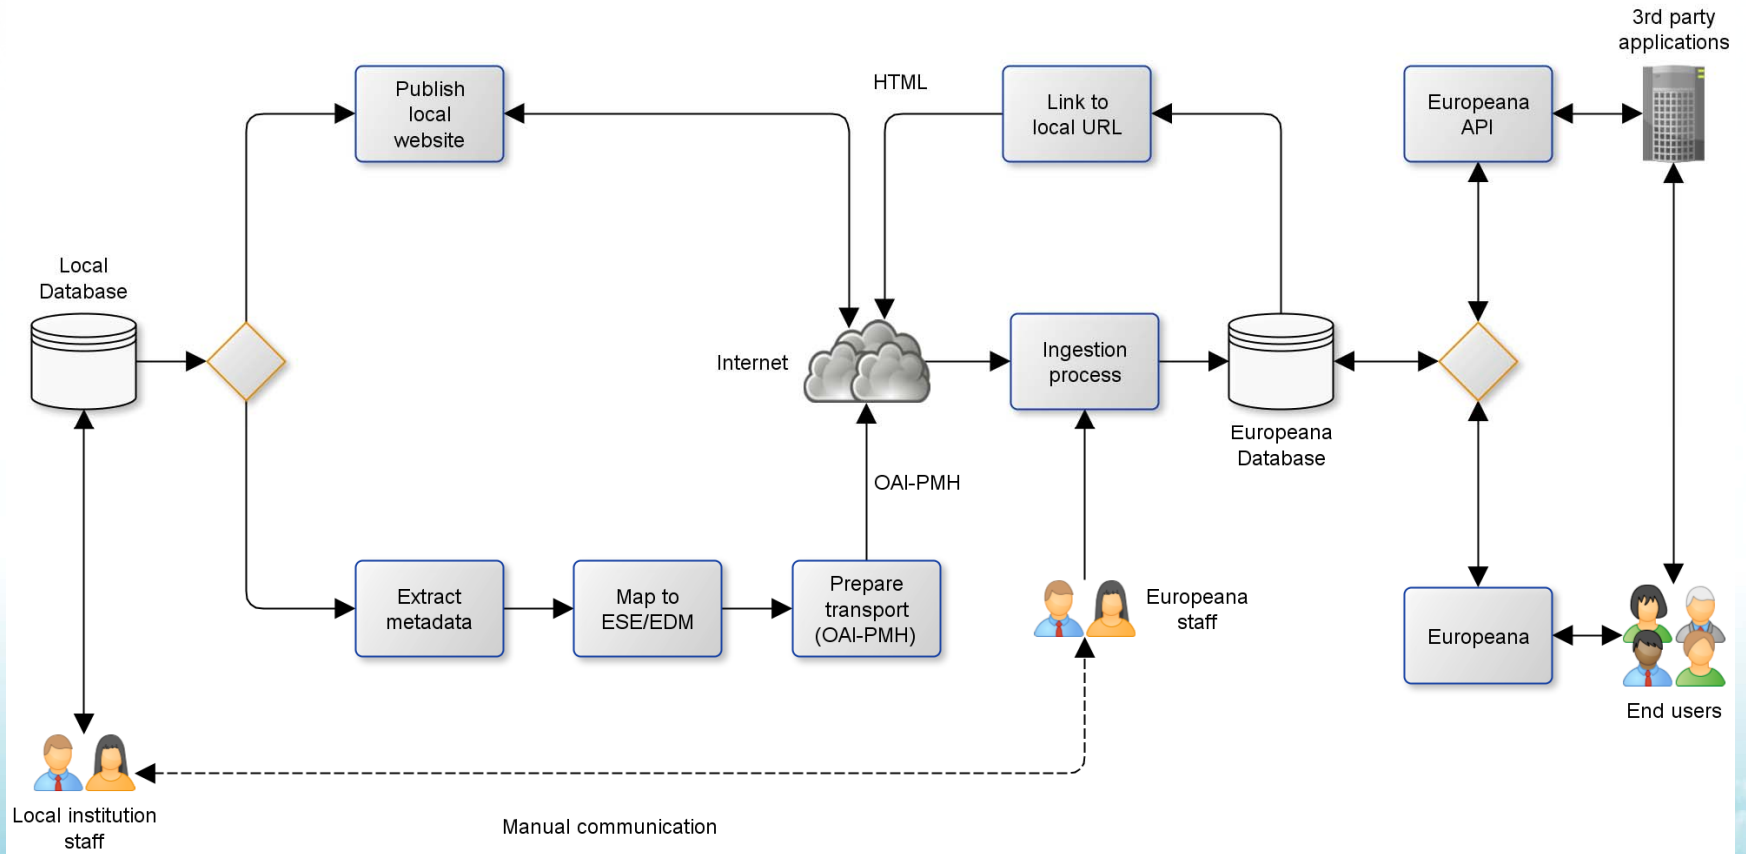 3rd party
applications
Publish
local
website
HTML
Link to
local URL
Europeana
API
Local
Database
Internet
Ingestion
process
Europeana
Database
OAI-PMH
Extract
metadata
Map to
ESE/EDM
Prepare
transport
(OAI-PMH)
Europeana
staff
Europeana
End users
Local institution
staff
Manual communication